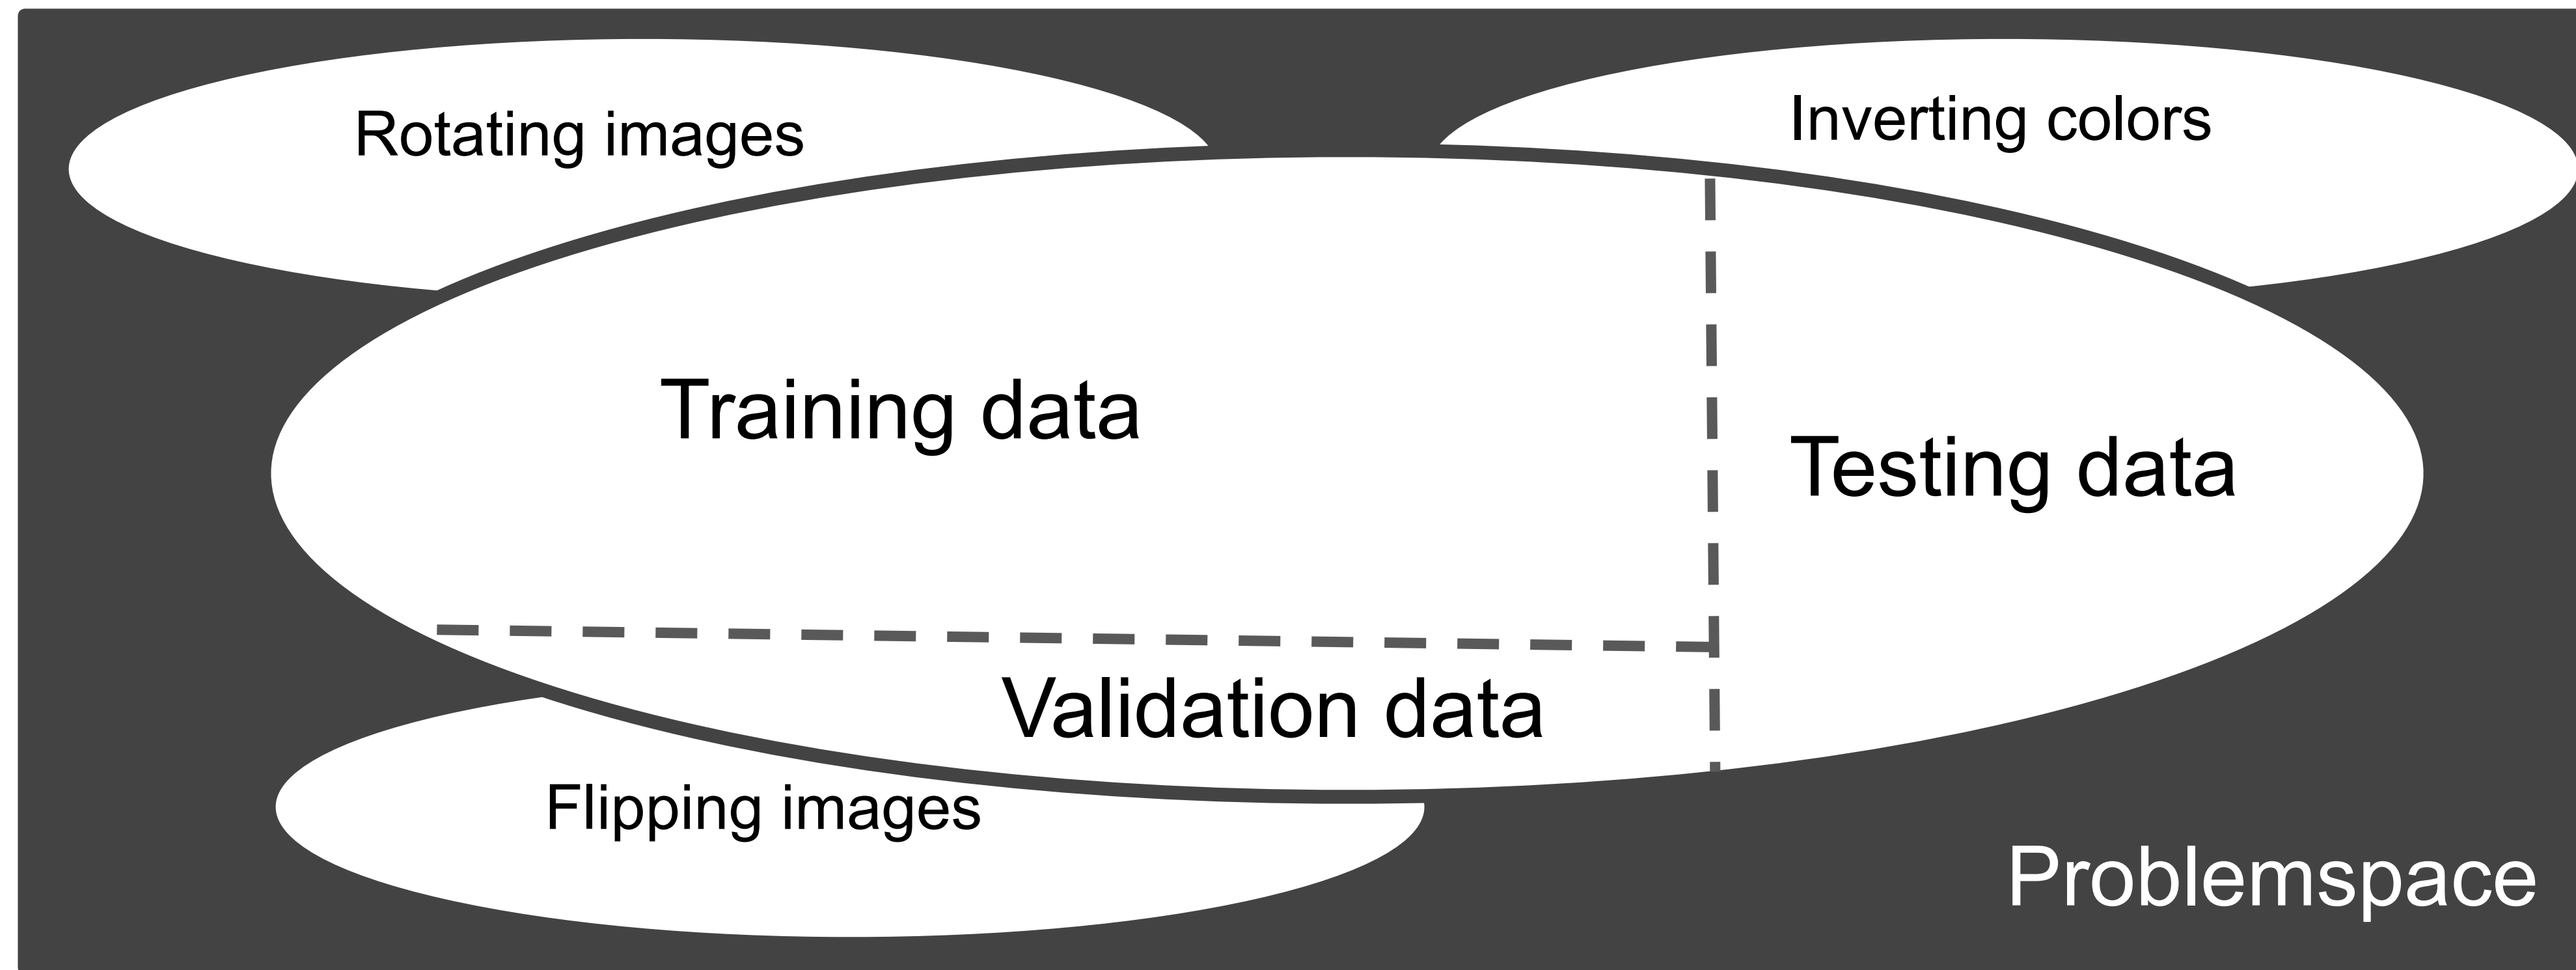 Rotating images
Inverting colors
Training data
Testing data
Validation data
Flipping images
Problemspace